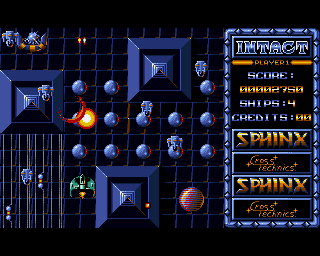 INTACT
PLAYER1
SCORE:
00002750
SHIPS:4
CREDITS:00
SPHINX
Cross
Technics
SPHINX
Cross
Technics